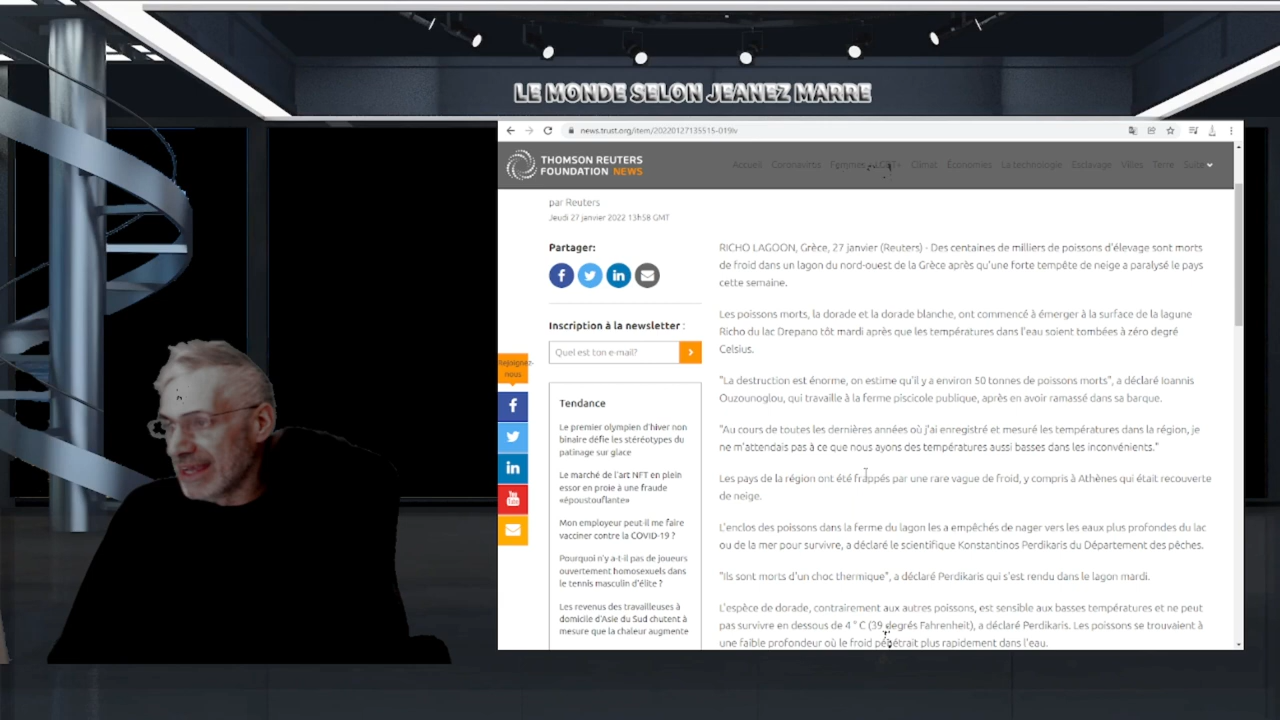 LE MONDE SELON JEANEZ MARRE
news.trust.org/item/20220127135515-019lv
THOMSON REUTERS
FOUNDATION NEWS
Accueil Coronavirus Femmes Climat Économies La technologie Esclavage Villes Terre Suite
par Reuters
Jeudi 27 janvier 2022 13h58 GMT
Partager:
Inscription à la newsletter :
Quel est ton e-mail?
Rejoignez-
nous
Tendance
Le premier olympien d'hiver non
binaire défie les stéréotypes du
patinage sur glace
Le marché de l'art NFT en plein
essor en proie à une fraude
«époustouflante»
Mon employeur peut-il me faire
vacciner contre la COVID-19 ?
Pourquoi n'y a-t-il pas de joueurs
ouvertement homosexuels dans
le tennis masculin d'élite ?
Les revenus des travailleuses à
domicile d'Asie du Sud chutent à
mesure que la chaleur augmente
RICHO LAGOON, Grèce, 27 janvier (Reuters) - Des centaines de milliers de poissons d'élevage sont morts
de froid dans un lagon du nord-ouest de la Grèce après qu'une forte tempête de neige a paralysé le pays
cette semaine.
Les poissons morts, la dorade et la dorade blanche, ont commencé à émerger à la surface de la lagune
Richo du lac Drepano tôt mardi après que les températures dans l'eau soient tombées à zéro degré
Celsius.
"La destruction est énorme, on estime qu'il y a environ 50 tonnes de poissons morts", a déclaré Ioannis
Ouzounoglou, qui travaille à la ferme piscicole publique, après en avoir ramassé dans sa barque.
"Au cours de toutes les dernières années où j'ai enregistré et mesuré les températures dans la région, je
ne m'attendais pas à ce que nous ayons des températures aussi basses dans les inconvénients."
Les pays de la région ont été frappés par une rare vague de froid, y compris à Athènes qui était recouverte
de neige.
L'enclos des poissons dans la ferme du lagon les a empêchés de nager vers les eaux plus profondes du lac
ou de la mer pour survivre, a déclaré le scientifique Konstantinos Perdikaris du Département des pêches.
"Ils sont morts d'un choc thermique", a déclaré Perdikaris qui s'est rendu dans le lagon mardi.
L'espèce de dorade, contrairement aux autres poissons, est sensible aux basses températures et ne peut
pas survivre en dessous de 4 ° C (39 degrés Fahrenheit), a déclaré Perdikaris. Les poissons se trouvaient à
une faible profondeur où le froid pénétrait plus rapidement dans l'eau.